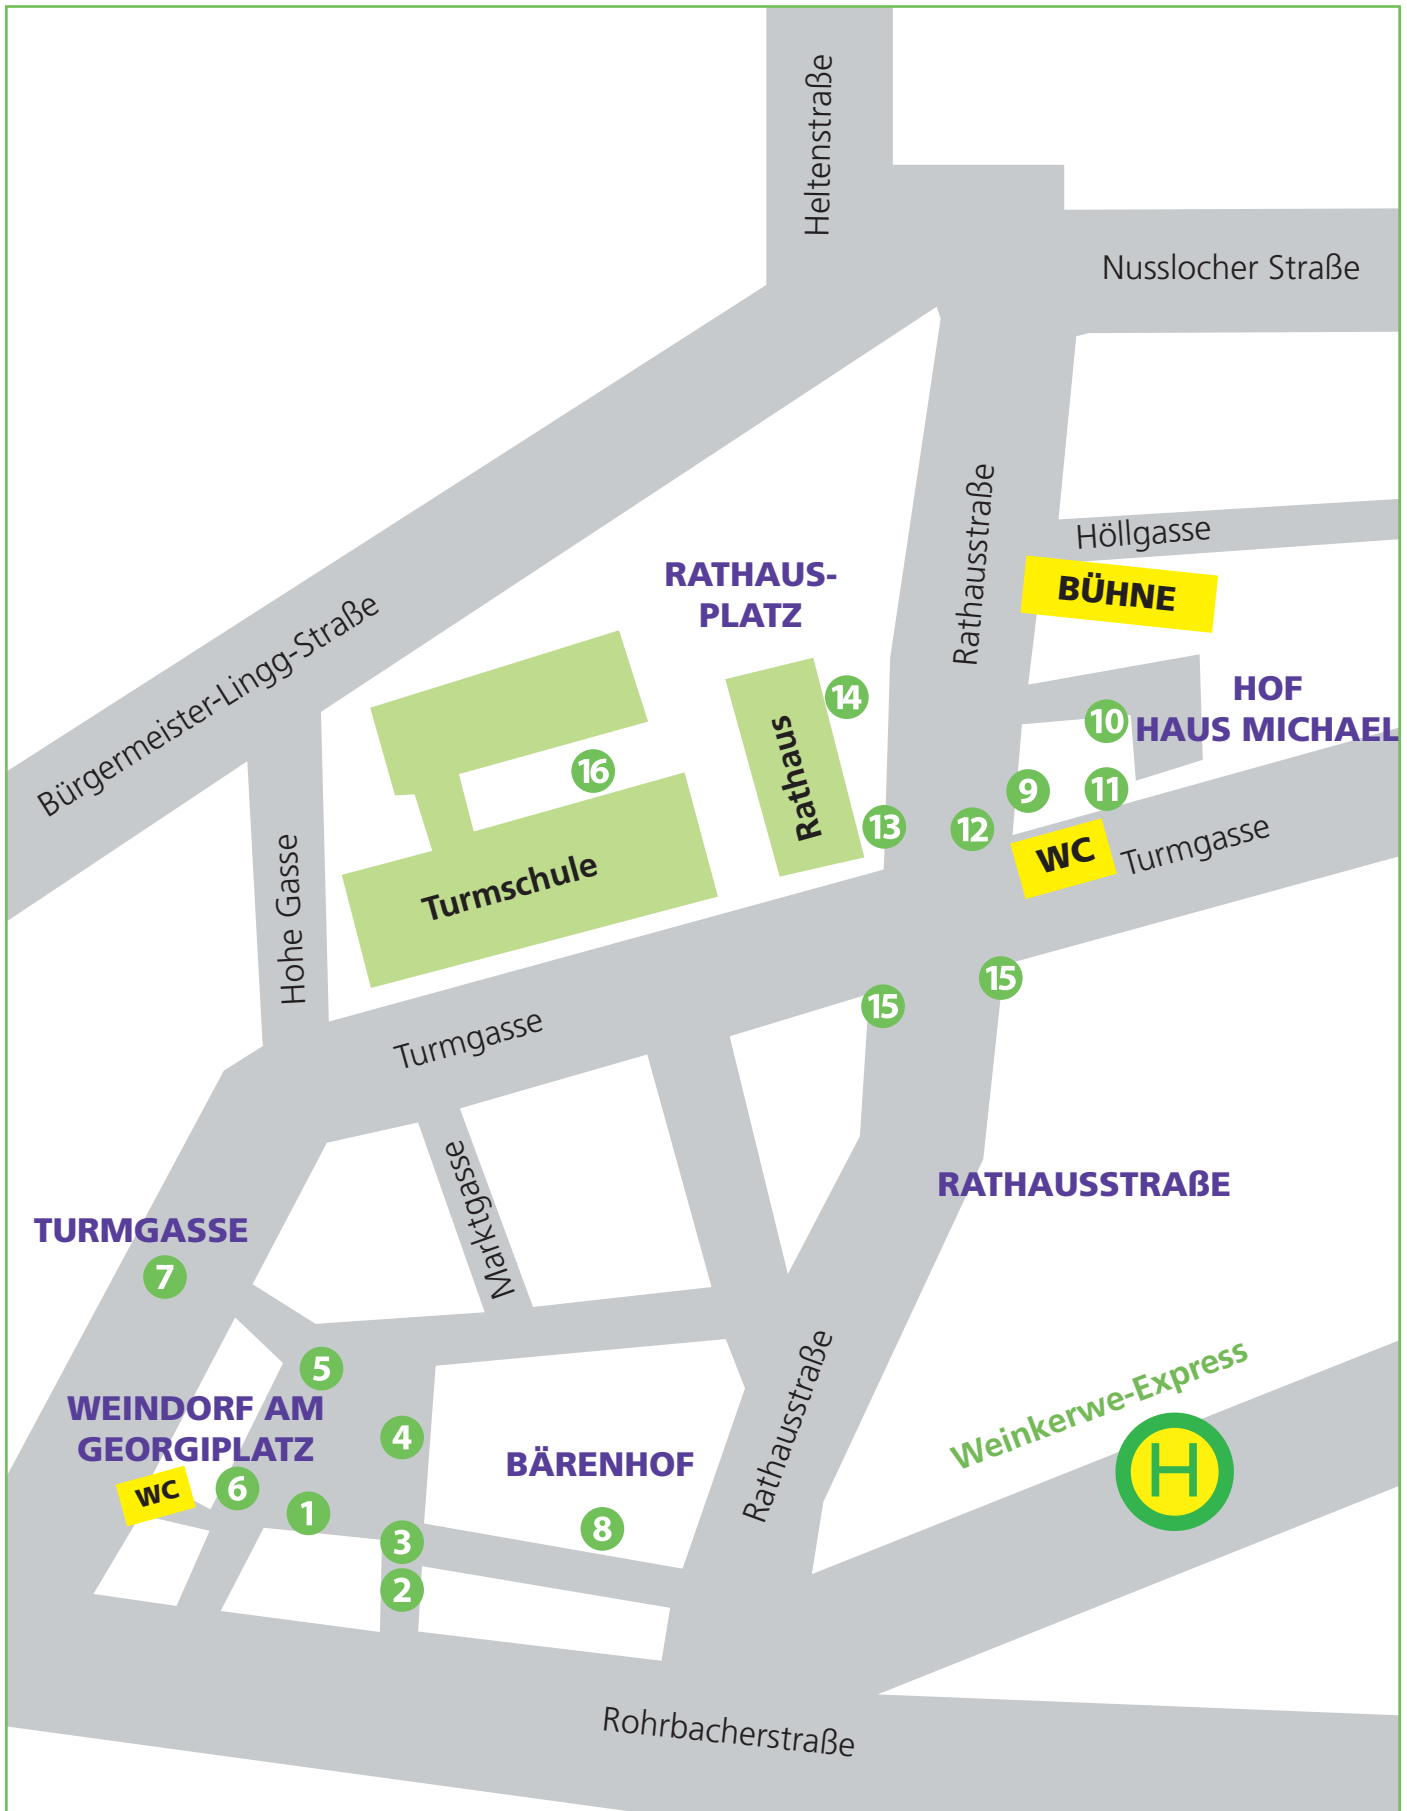 Heltenstraße
Nusslocher Straße
Rathausstraße
Höllgasse
BÜHNE
RATHAUS-
PLATZ
Bürgermeister-Lingg-Straße
HOF
HAUS MICHAEL
14
10
16
Rathaus
9
11
13
12
WC
Turmgasse
Turmschule
Hohe Gasse
15
15
Turmgasse
Marktgasse
RATHAUSSTRAßE
TURMGASSE
7
5
Rathausstraße
Weinkerwe-Express
H
WEINDORF AM
GEORGIPLATZ
4
BÄRENHOF
WC
6
1
3
8
2
Rohrbacherstraße